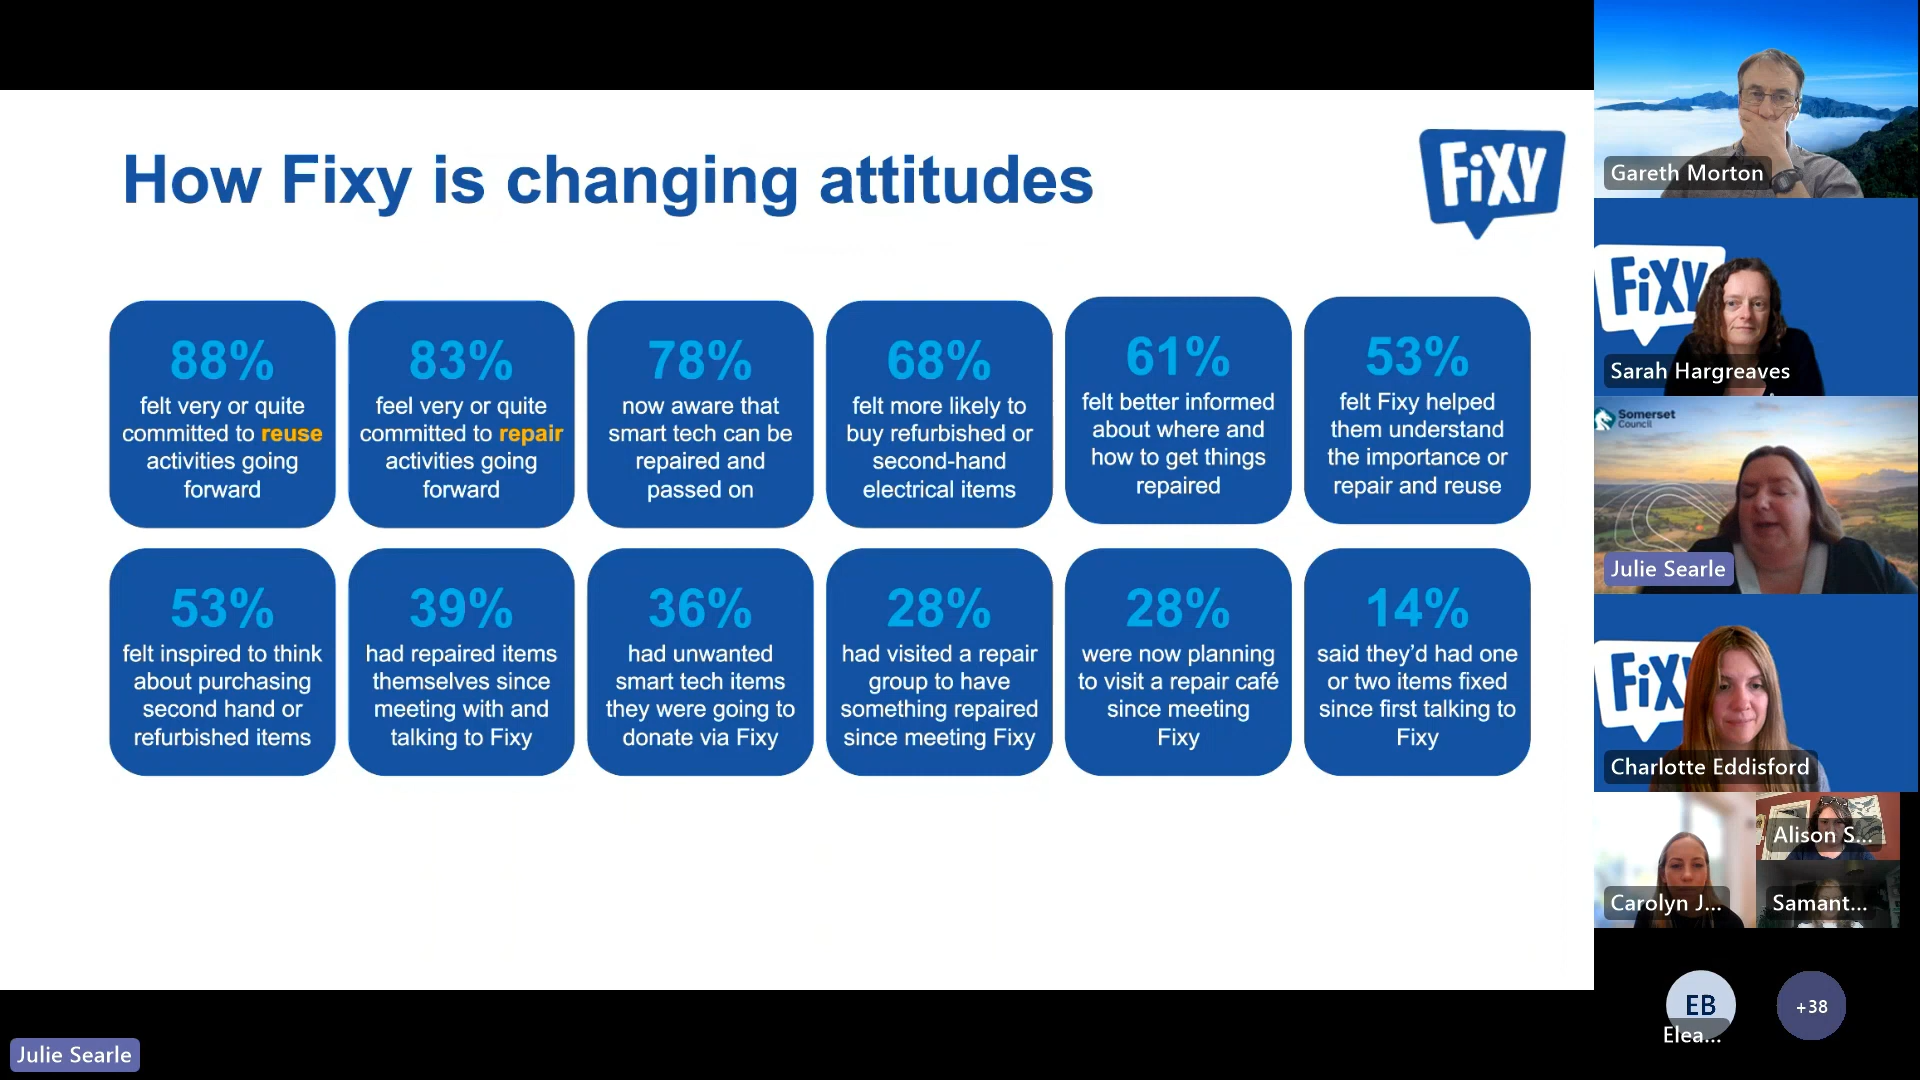 How Fixy is changing attitudes
FiXY
88%
felt very or quite
committed to reuse
activities going
forward
83%
feel very or quite
committed to repair
activities going
forward
78%
now aware that
smart tech can be
repaired and
passed on
68%
felt more likely to
buy refurbished or
second-hand
electrical items
61%
felt better informed
about where and
how to get things
repaired
53%
felt Fixy helped
them understand
the importance or
repair and reuse
53%
felt inspired to think
about purchasing
second hand or
refurbished items
39%
had repaired items
themselves since
meeting with and
talking to Fixy
36%
had unwanted
smart tech items
they were going to
donate via Fixy
28%
had visited a repair
group to have
something repaired
since meeting Fixy
28%
were now planning
to visit a repair café
since meeting
Fixy
14%
said they’d had one
or two items fixed
since first talking to
Fixy
Gareth Morton
FiXY
Sarah Hargreaves
Somerset
Council
Julie Searle
FiXY
Charlotte Eddisford
Alison S...
Carolyn J...
Samant...
EB
Elea...
+38
Julie Searle